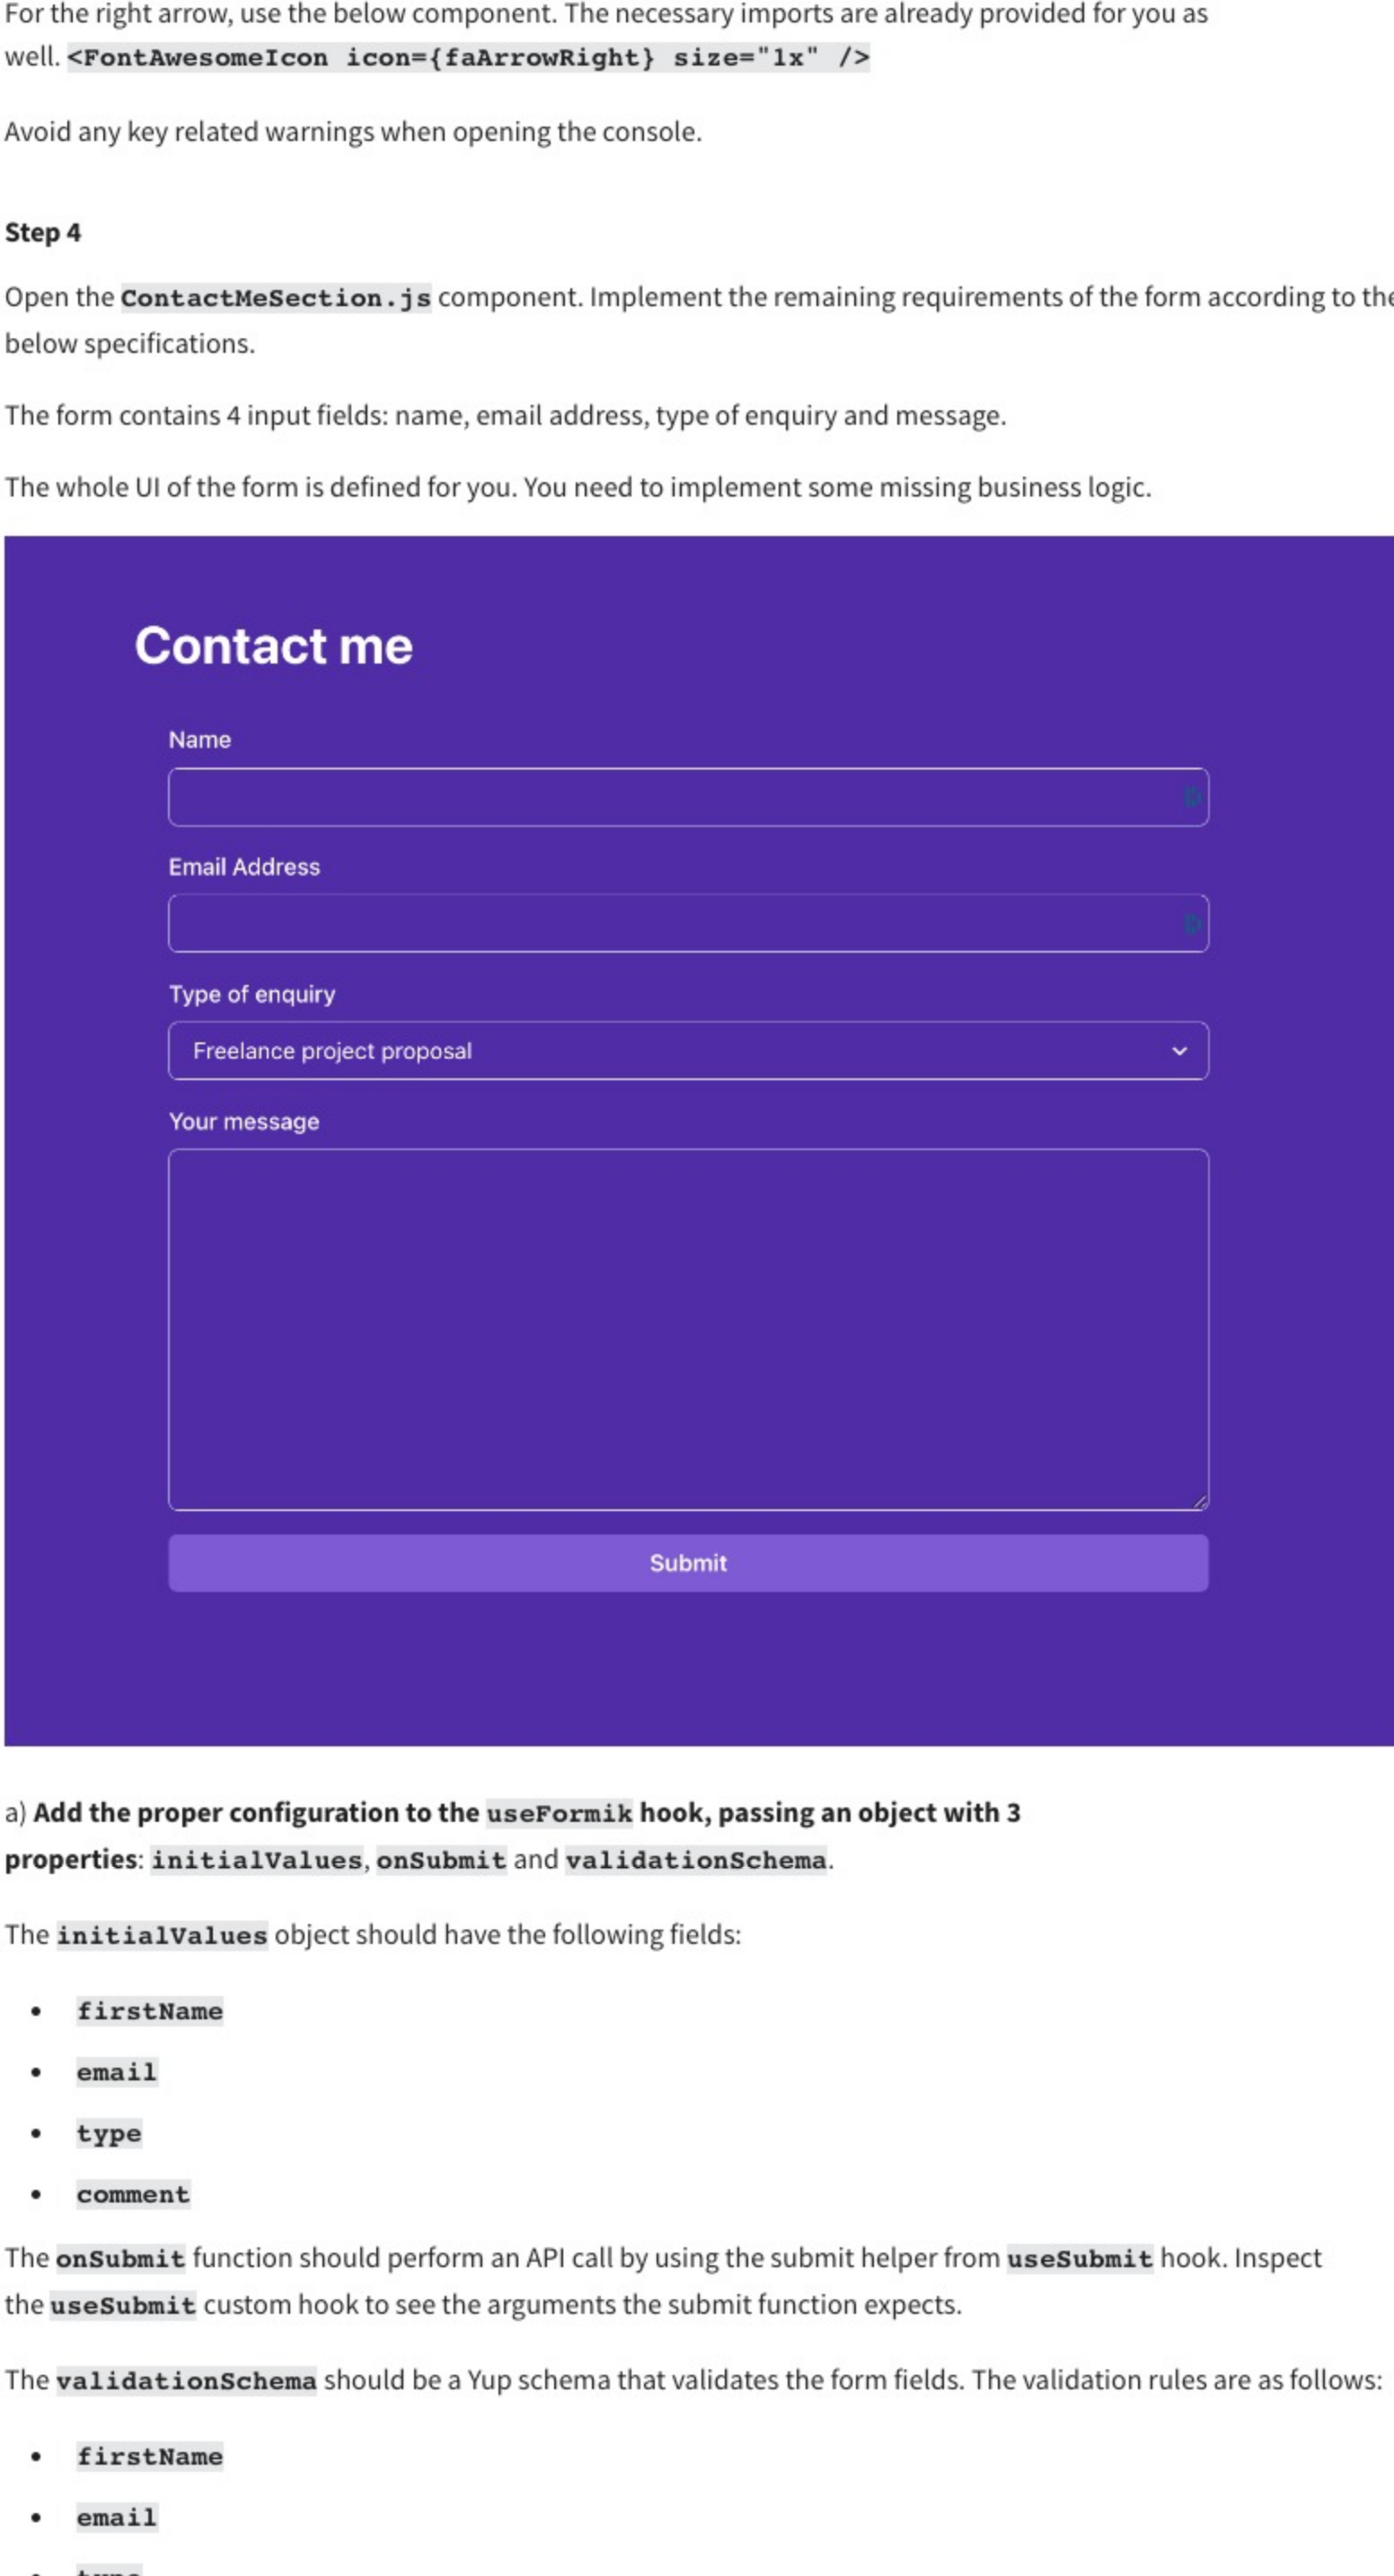 For the right arrow, use the below component. The necessary imports are already provided for you as
well. <FontAwesomeIcon icon={faArrowRight} size="1x" />
Avoid any key related warnings when opening the console.
Step 4
Open the ContactMeSection.js component. Implement the remaining requirements of the form according to the
below specifications.
The form contains 4 input fields: name, email address, type of enquiry and message.
The whole UI of the form is defined for you. You need to implement some missing business logic.
Contact me
Name
Email Address
Type of enquiry
Freelance project proposal
Your message
Submit
a) Add the proper configuration to the useFormik hook, passing an object with 3
properties: initialValues, onSubmit and validationSchema.
The initialValues object should have the following fields:
• firstName
• email
• type
• comment
The onSubmit function should perform an API call by using the submit helper from useSubmit hook. Inspect
the useSubmit custom hook to see the arguments the submit function expects.
The validationSchema should be a Yup schema that validates the form fields. The validation rules are as follows:
• firstName
• email